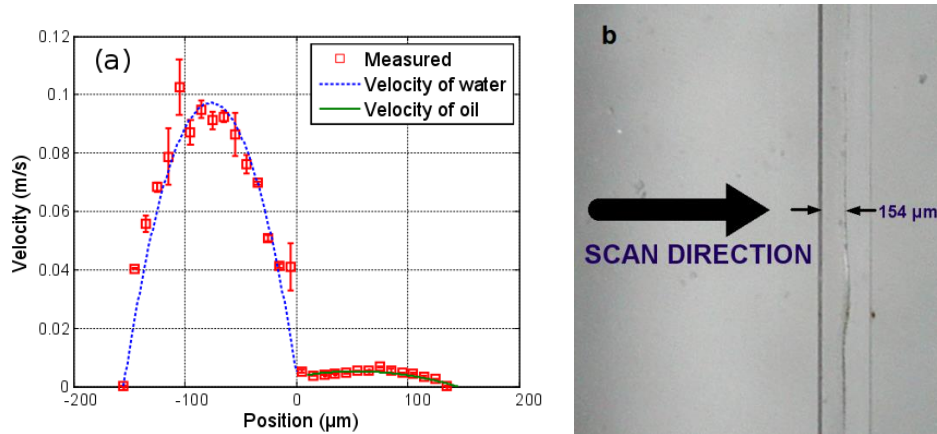 (a)
Measured
Velocity of water
Velocity of oil
0.12
0.1
0.08
0.06
0.04
0.02
0
Velocity (m/s)
-200
-100
0
100
200
Position (µm)
b
154 µm
SCAN DIRECTION